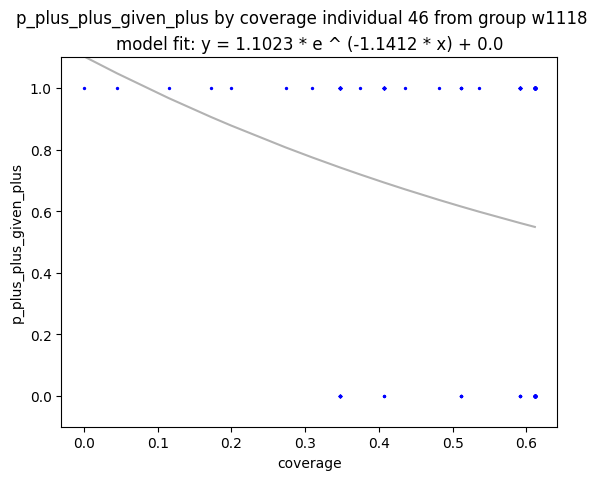 p_plus_plus_given_plus by coverage individual 46 from group w1118
model fit: y = 1.1023 * e ^ (-1.1412 * x) + 0.0
1.0
0.8
0.6
0.4
0.2
0.0
p_plus_plus_given_plus
0.0 0.1 0.2 0.3 0.4 0.5 0.6
coverage